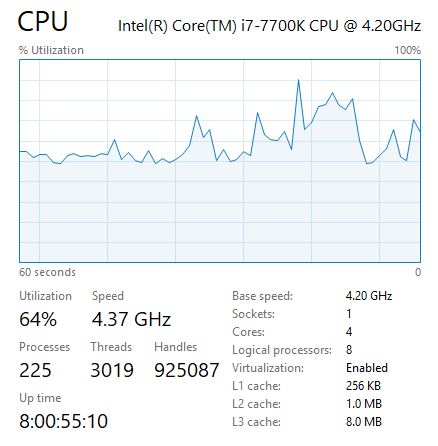 CPU Intel(R) Core(TM) i7-7700K CPU @ 4.20GHz
% Utilization 100%
60 seconds 0
Utilization Speed
64% 4.37 GHz
Processes Threads Handles
225 3019 925087
Up time
8:00:55:10
Base speed: 4.20 GHz
Sockets: 1
Cores: 4
Logical processors: 8
Virtualization: Enabled
L1 cache: 256 KB
L2 cache: 1.0 MB
L3 cache: 8.0 MB